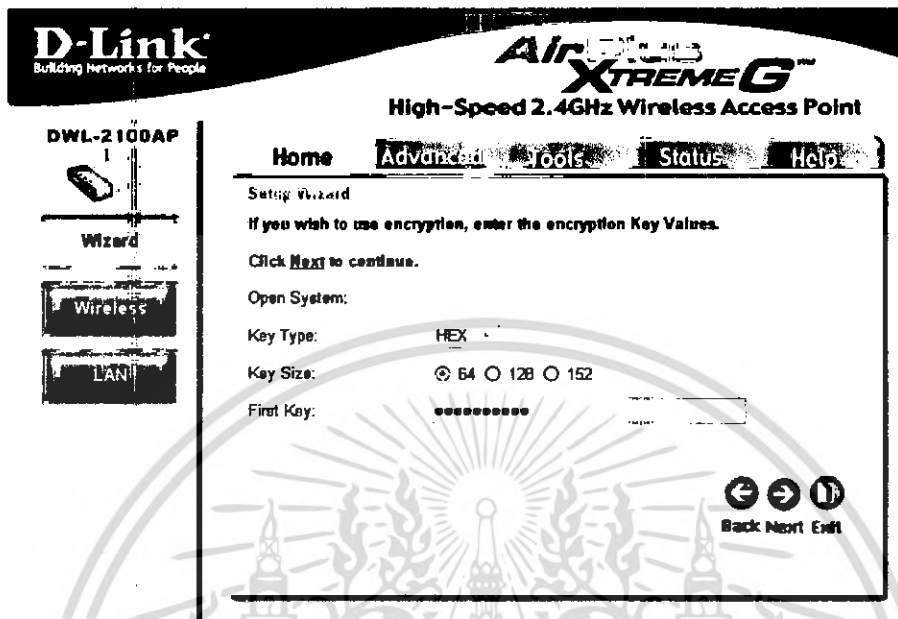 D-Link
Building Networks for People
Air
XTREME G™
High-Speed 2.4GHz Wireless Access Point
DWL-2100AP
Home Advanced Tools Status Help
Setup Wizard
If you wish to use encryption, enter the encryption Key Values.
Wizard
Click Next to continue.
Open System:
Wireless
Key Type: HEX
LAN
Key Size: 64 128 152
First Key: ••••••••••
Back Next Exit